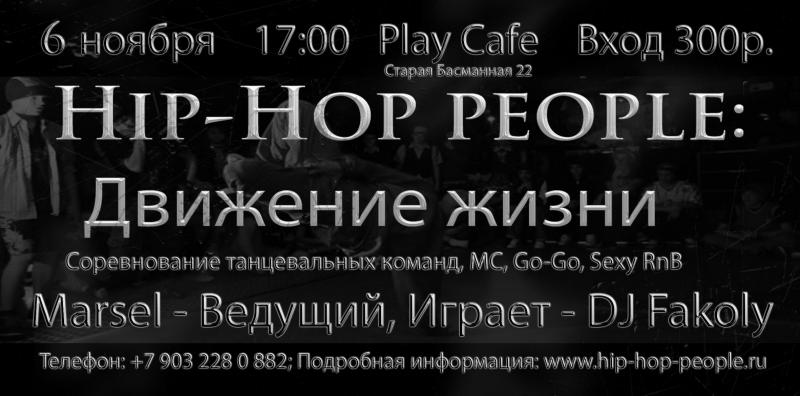 6 ноября 17:00 Play Cafe Вход 300р.
Старая Басманная 22
Hip-Hop people:
Движение жизни
Соревнование танцевальных команд, MC, Go-Go, Sexy RnB
Marsel - Ведущий, Играет - DJ Fakoly
Телефон: +7 903 228 0 882; Подробная информация: www.hip-hop-people.ru